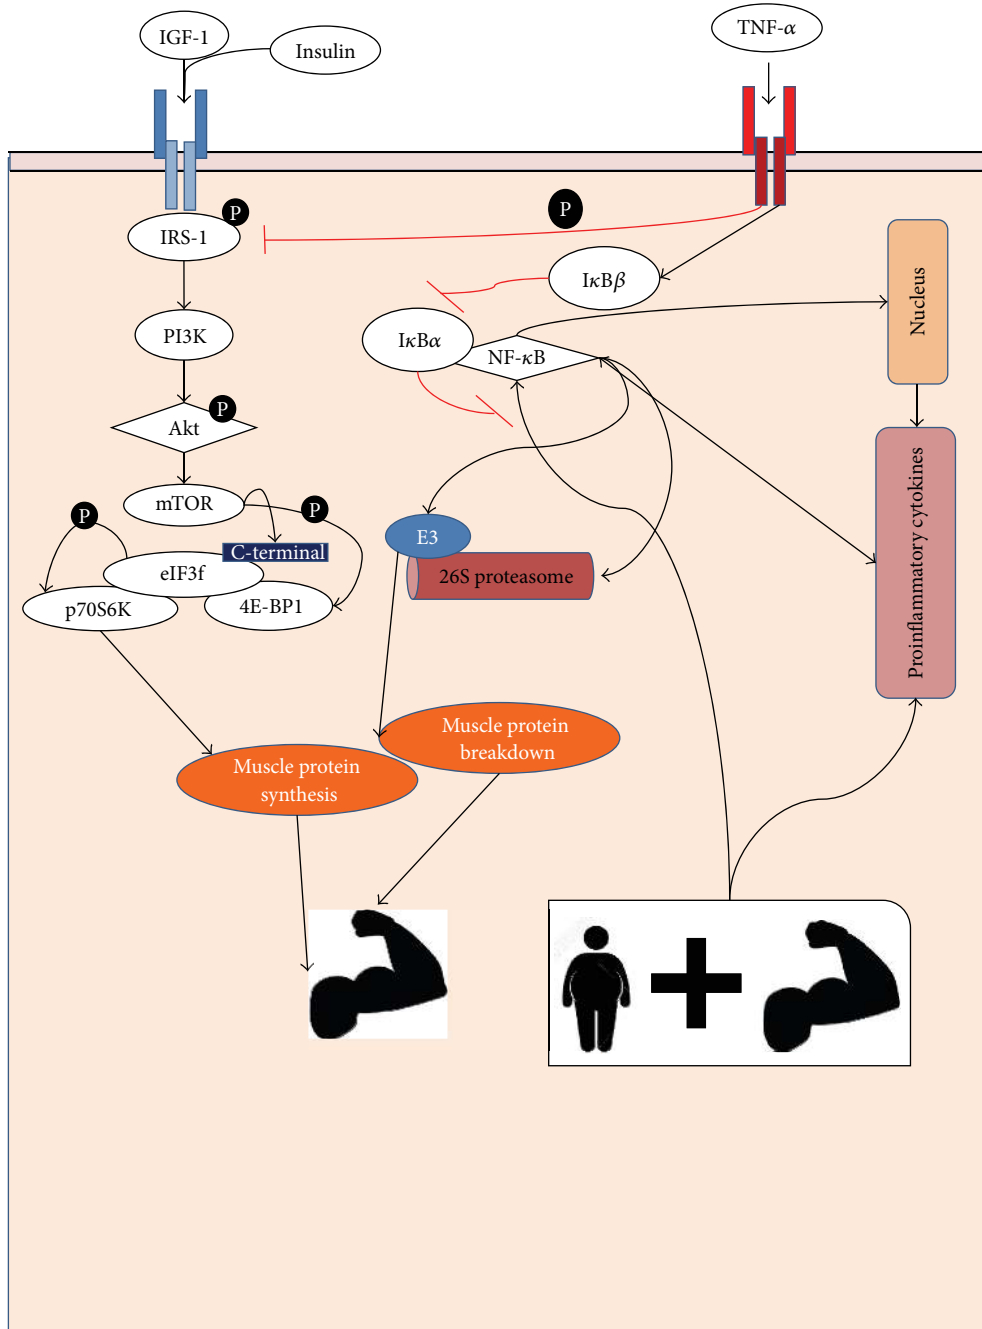 IGF-1
Insulin
TNF-α
P
IRS-1
P
IκBβ
Nucleus
PI3K
IκBα
NF-κB
P
Akt
mTOR
P
P
C-terminal
E3
eIF3f
26S proteasome
p70S6K
4E-BP1
Proinflammatory cytokines
Muscle protein
breakdown
Muscle protein
synthesis